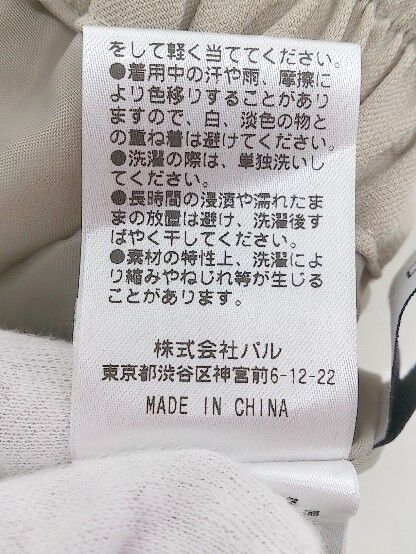 をして軽く当ててください。
●着用中の汗や雨、摩擦に
より色移りすることがあり
ますので、白、淡色の物と
の重ね着は避けてください。
●洗濯の際は、単独洗いし
てください。
●長時間の浸漬や濡れたま
まの放置は避け、洗濯後す
ばやく干してください。
●素材の特性上、洗濯によ
り縮みやねじれ等が生じる
ことがあります。
株式会社パル
東京都渋谷区神宮前6-12-22
MADE IN CHINA